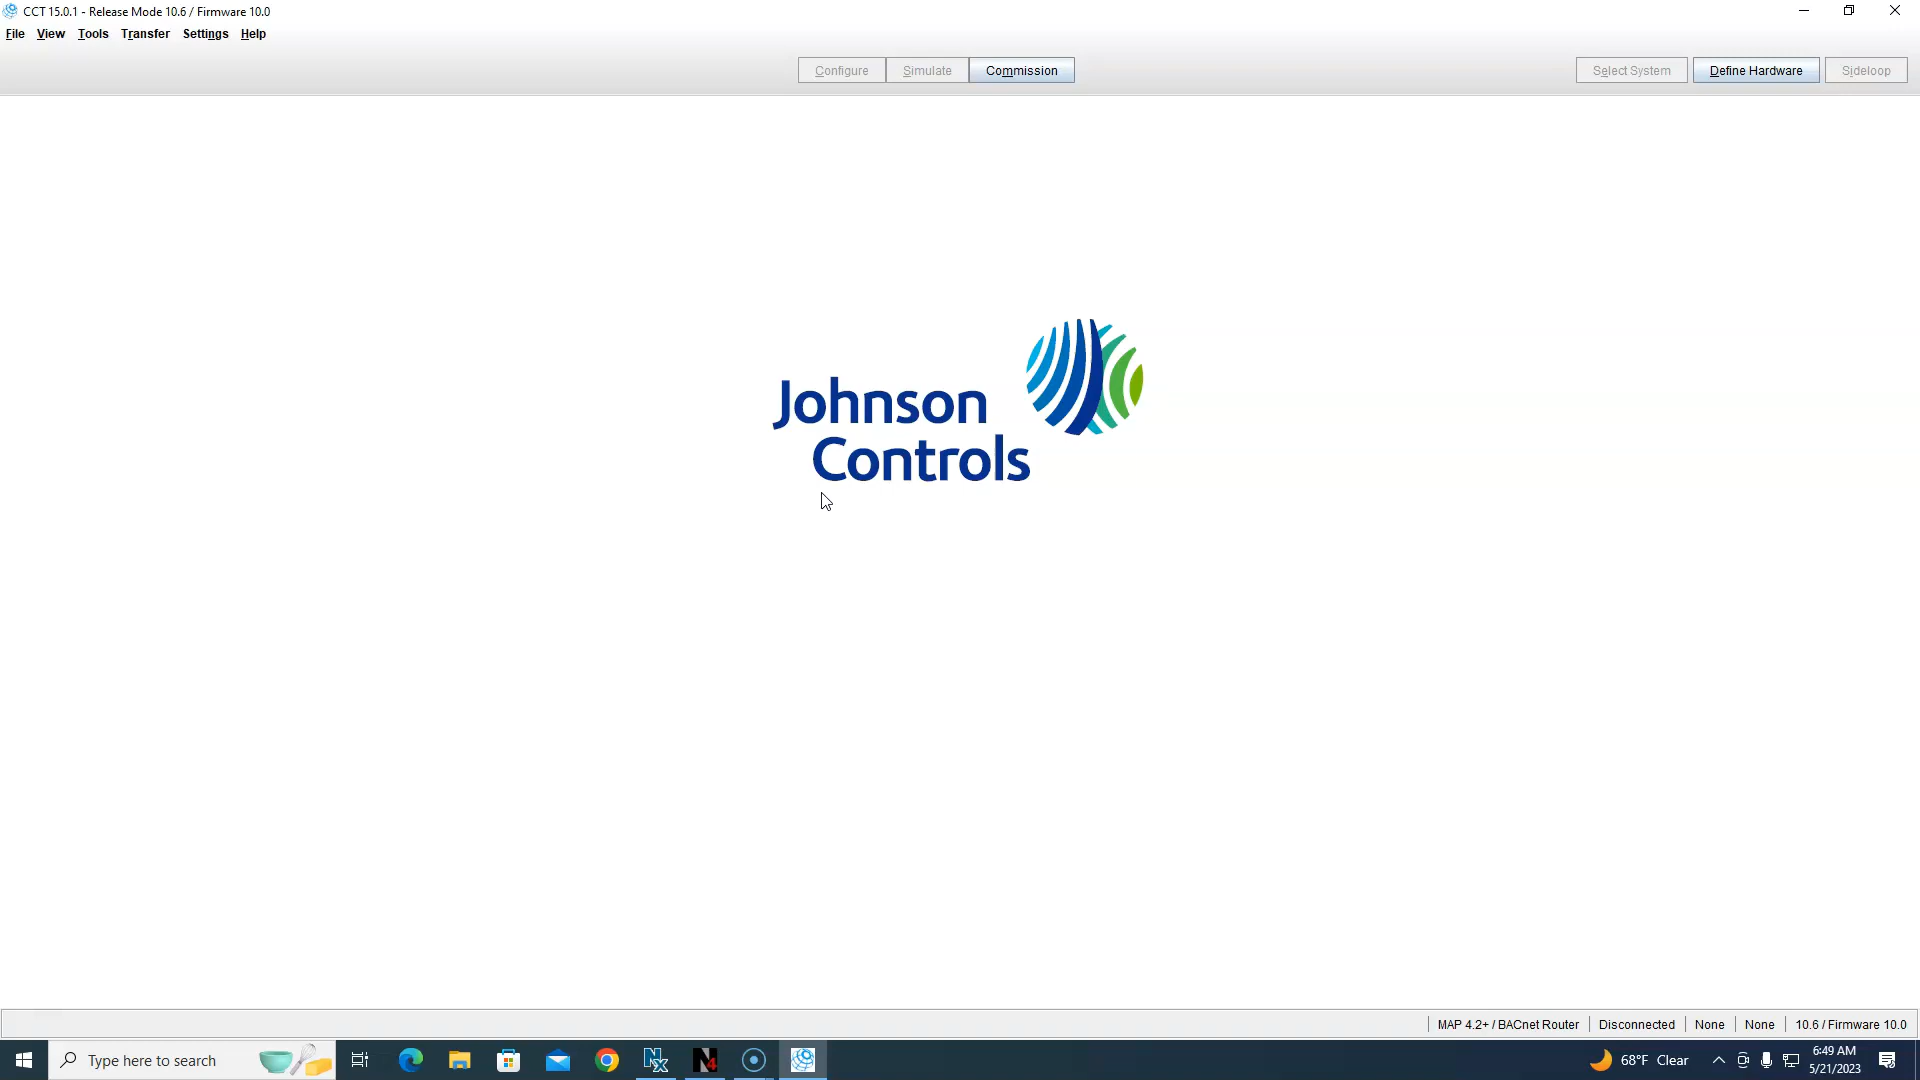 CCT 15.0.1 - Release Mode 10.6 / Firmware 10.0
File View Tools Transfer Settings Help
Configure Simulate Commission Select System Define Hardware Sideloop
Johnson
Controls
MAP 4.2+ / BACnet Router Disconnected None None 10.6 / Firmware 10.0
Type here to search
68°F Clear
6:49 AM
5/21/2023